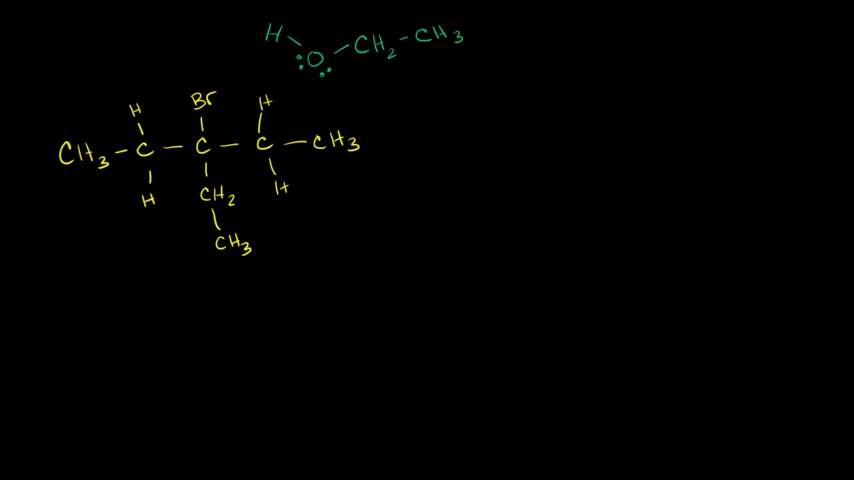 H
:O: — CH2 — CH3
H Br H
CH3 — C — C — C — CH3
H CH2 H
CH3